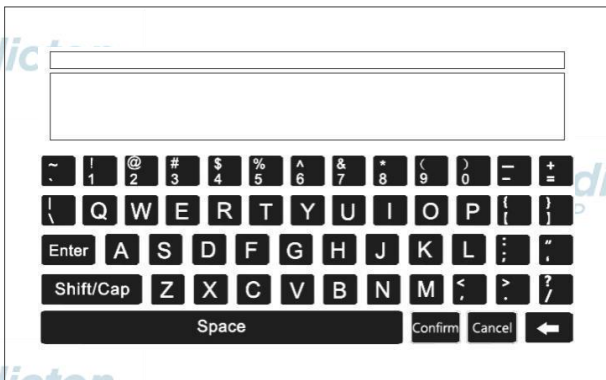 ~ ! @ # $ % ^ & * ( ) — +
` 1 2 3 4 5 6 7 8 9 0 - =
| Q W E R T Y U I O P { }
\ [ ]
Enter A S D F G H J K L : "
; '
Shift/Cap Z X C V B N M < > ?
, . /
Space Confirm Cancel